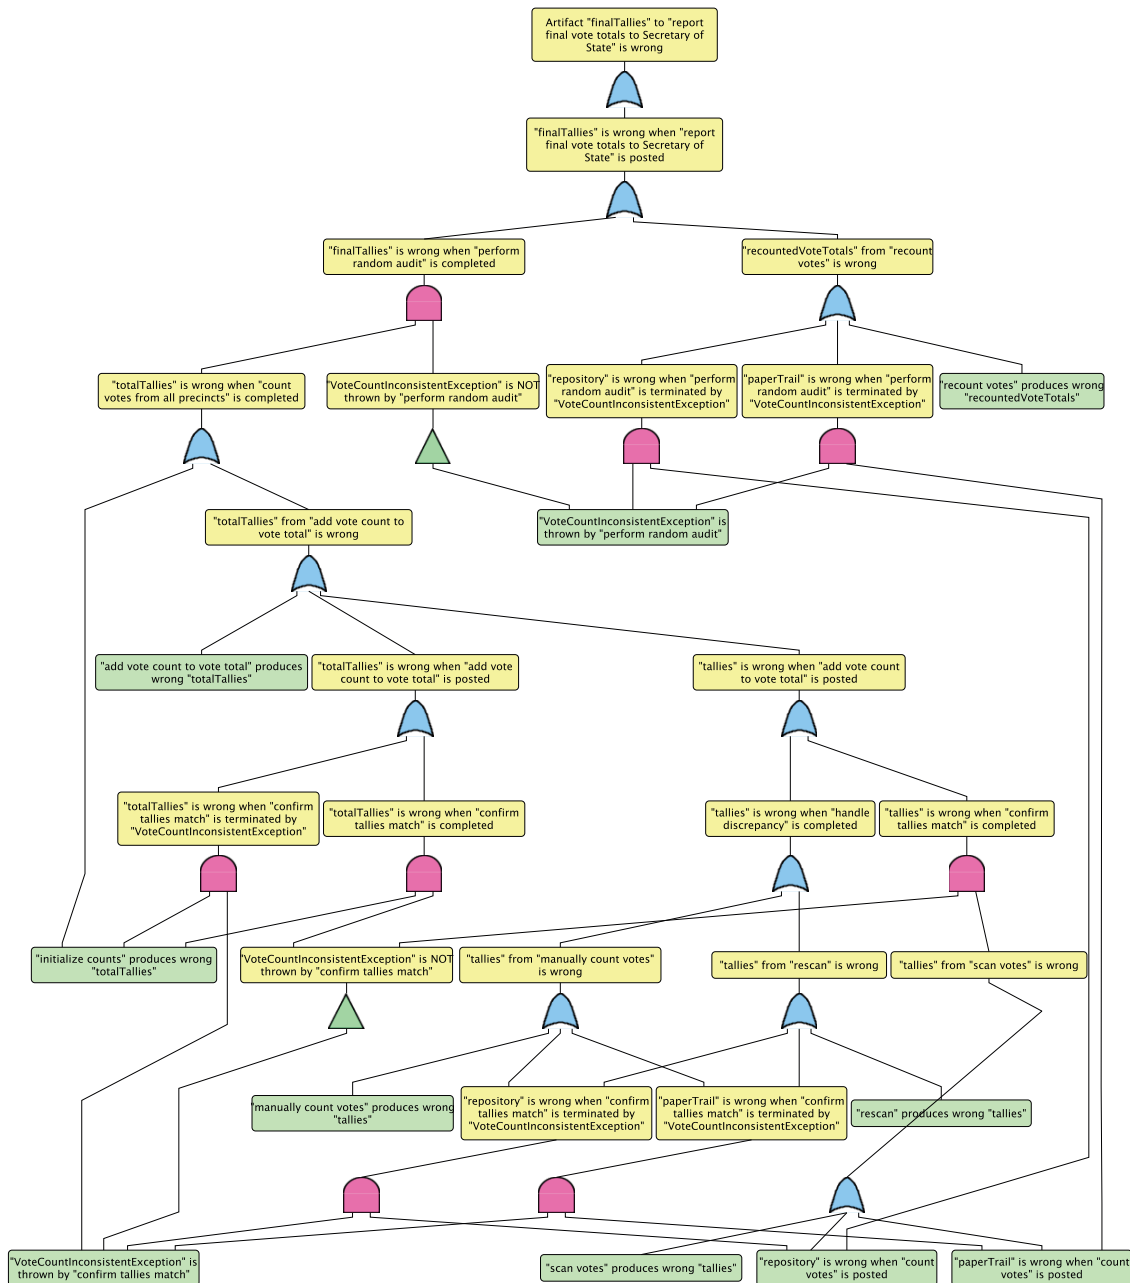 Artifact "finalTallies" to "report
final vote totals to Secretary of
State" is wrong
"finalTallies" is wrong when "report
final vote totals to Secretary of
State" is posted
"finalTallies" is wrong when "perform
random audit" is completed
"recountedVoteTotals" from "recount
votes" is wrong
"totalTallies" is wrong when "count
votes from all precincts" is completed
"VoteCountInconsistentException" is NOT
thrown by "perform random audit"
"repository" is wrong when "perform
random audit" is terminated by
"VoteCountInconsistentException"
"paperTrail" is wrong when "perform
random audit" is terminated by
"VoteCountInconsistentException"
"recount votes" produces wrong
"recountedVoteTotals"
"totalTallies" from "add vote count to
vote total" is wrong
"VoteCountInconsistentException" is
thrown by "perform random audit"
"add vote count to vote total" produces
wrong "totalTallies"
"totalTallies" is wrong when "add vote
count to vote total" is posted
"tallies" is wrong when "add vote count
to vote total" is posted
"totalTallies" is wrong when "confirm
tallies match" is terminated by
"VoteCountInconsistentException"
"totalTallies" is wrong when "confirm
tallies match" is completed
"tallies" is wrong when "handle
discrepancy" is completed
"tallies" is wrong when "confirm
tallies match" is completed
"initialize counts" produces wrong
"totalTallies"
"VoteCountInconsistentException" is NOT
thrown by "confirm tallies match"
"tallies" from "manually count votes"
is wrong
"tallies" from "rescan" is wrong
"tallies" from "scan votes" is wrong
"manually count votes" produces wrong
"tallies"
"repository" is wrong when "confirm
tallies match" is terminated by
"VoteCountInconsistentException"
"paperTrail" is wrong when "confirm
tallies match" is terminated by
"VoteCountInconsistentException"
"rescan" produces wrong "tallies"
"VoteCountInconsistentException" is
thrown by "confirm tallies match"
"scan votes" produces wrong "tallies"
"repository" is wrong when "count
votes" is posted
"paperTrail" is wrong when "count
votes" is posted